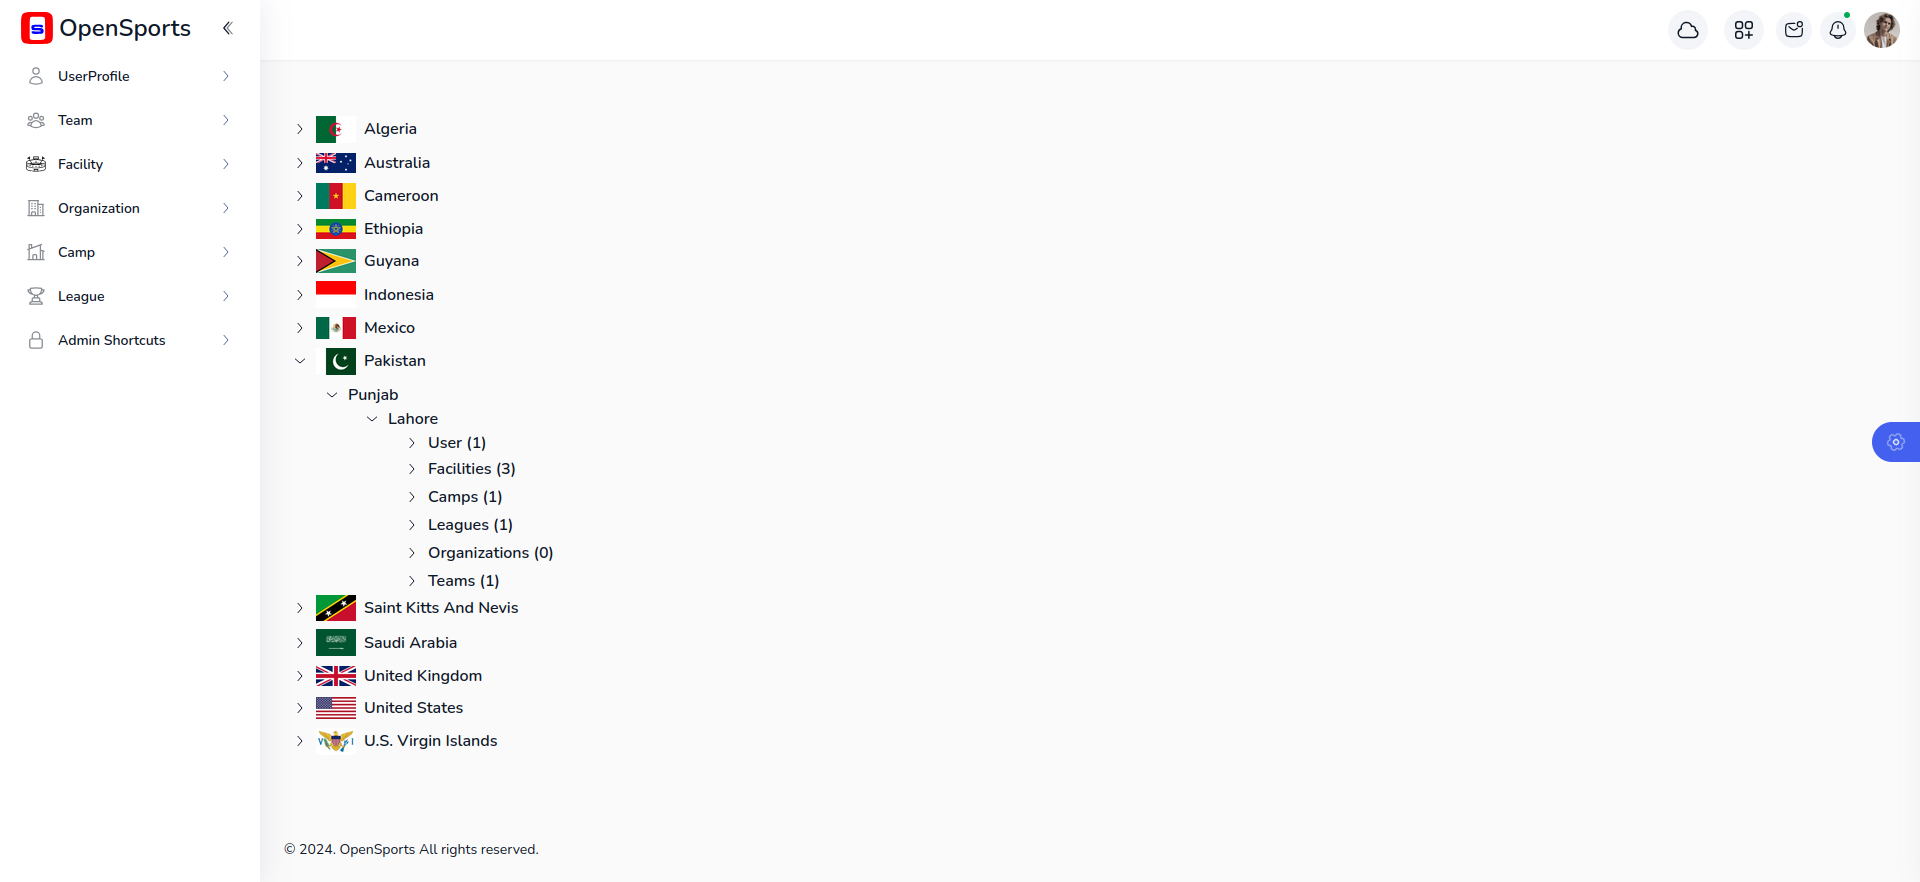 OpenSports
UserProfile
Team
Facility
Organization
Camp
League
Admin Shortcuts
Algeria
Australia
Cameroon
Ethiopia
Guyana
Indonesia
Mexico
Pakistan
Punjab
Lahore
User (1)
Facilities (3)
Camps (1)
Leagues (1)
Organizations (0)
Teams (1)
Saint Kitts And Nevis
Saudi Arabia
United Kingdom
United States
V I
U.S. Virgin Islands
© 2024. OpenSports All rights reserved.